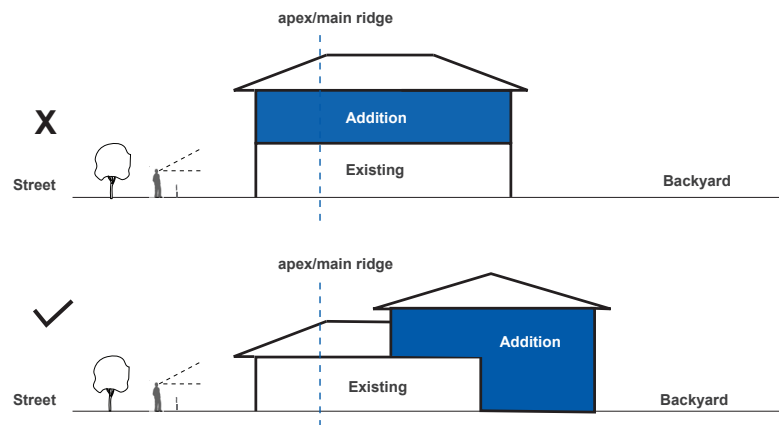 apex/main ridge
X
Addition
Existing
Street
Backyard
apex/main ridge
Addition
Existing
Street
Backyard